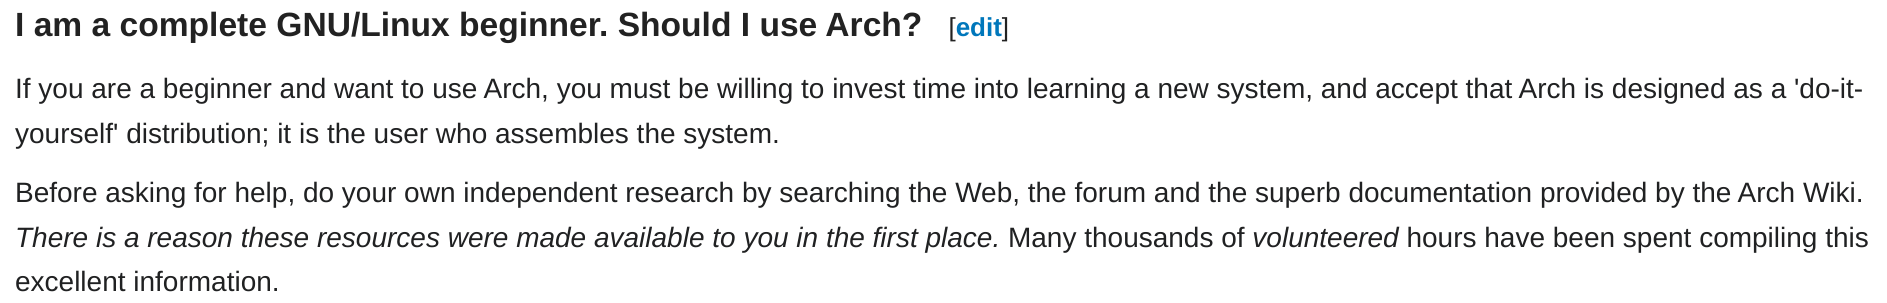 I am a complete GNU/Linux beginner. Should I use Arch? [edit]
If you are a beginner and want to use Arch, you must be willing to invest time into learning a new system, and accept that Arch is designed as a 'do-it-
yourself' distribution; it is the user who assembles the system.
Before asking for help, do your own independent research by searching the Web, the forum and the superb documentation provided by the Arch Wiki.
There is a reason these resources were made available to you in the first place. Many thousands of volunteered hours have been spent compiling this
excellent information.